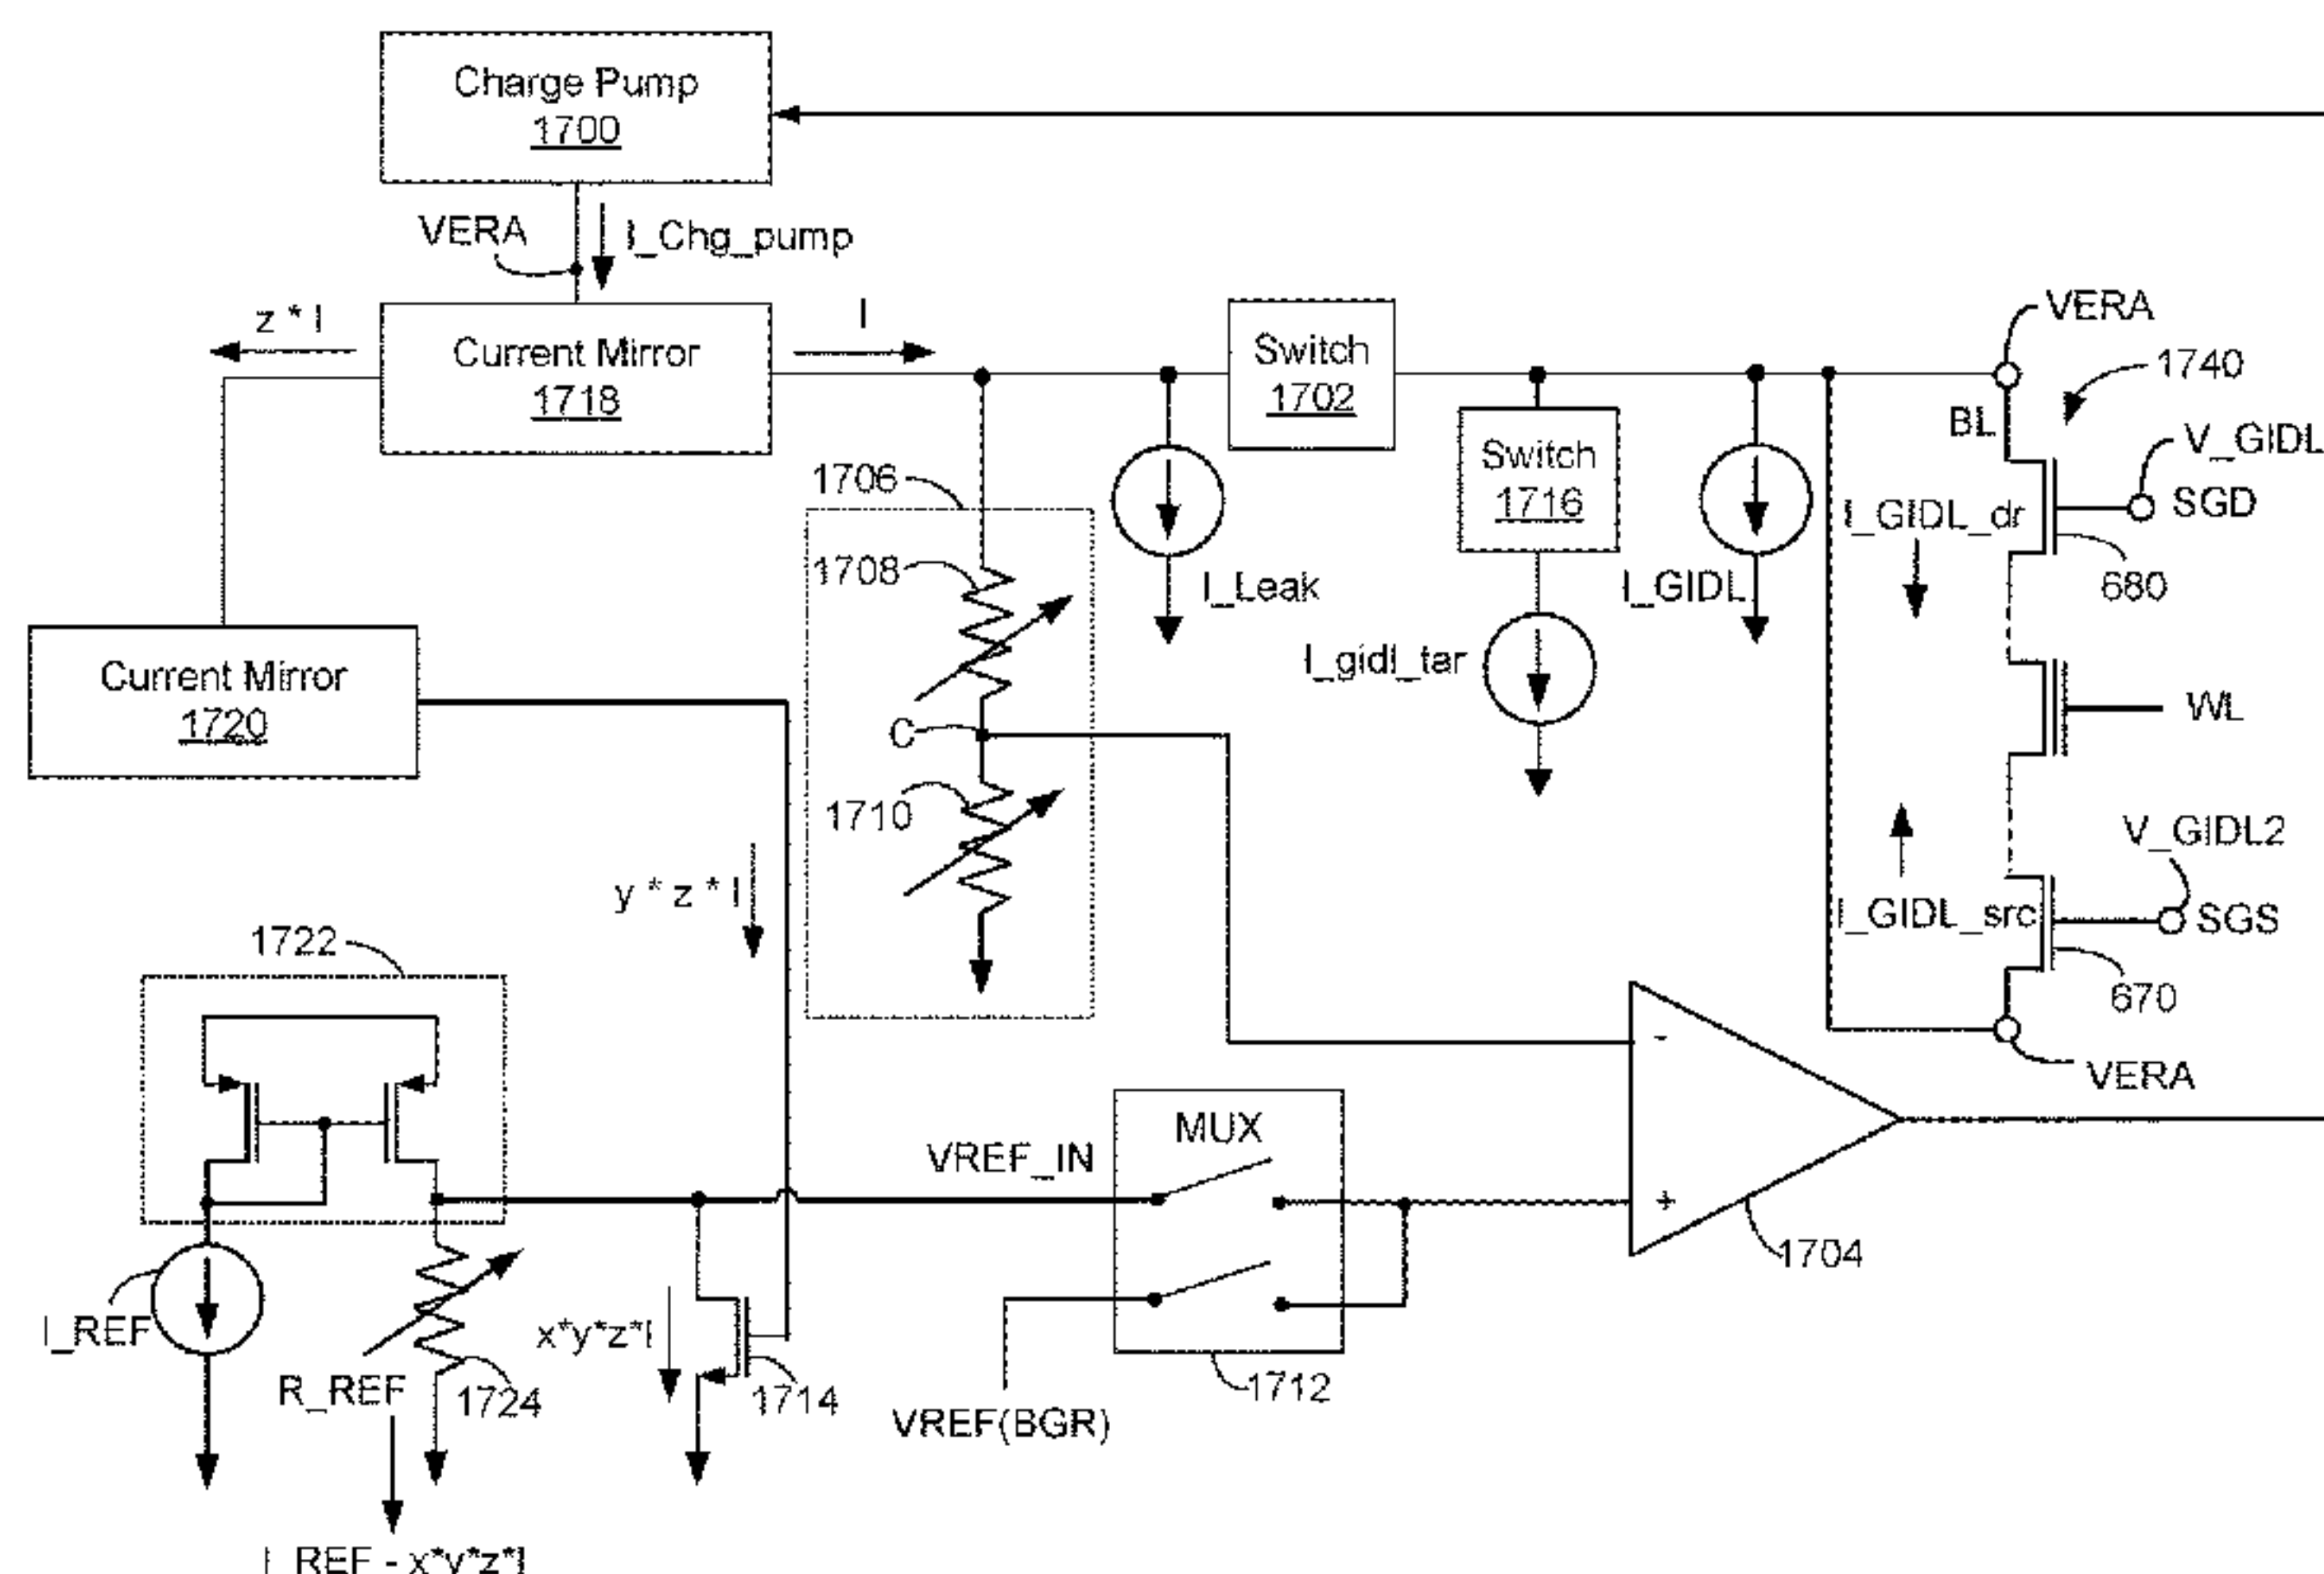 Charge Pump
1700
VERA
I_Chg_pump
z * I
I
Current Mirror
1718
Switch
1702
VERA
1740
BL
V_GIDL
SGD
Switch
1716
I_GIDL_dr
680
1706
1708
I_Leak
I_GIDL
I_gidl_tar
WL
Current Mirror
1720
C
1710
V_GIDL2
y * z * I
I_GIDL_src
SGS
670
1722
VERA
-
MUX
VREF_IN
+
1704
I_REF
x*y*z*I
R_REF
1724
1714
1712
VREF(BGR)
I_REF - x*y*z*I